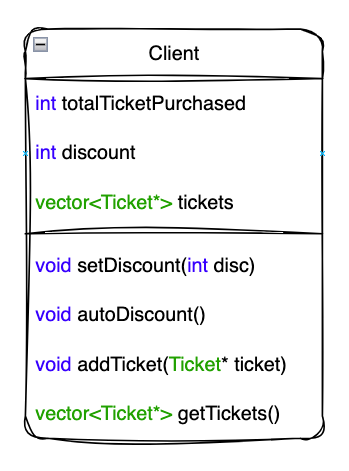 Client
int totalTicketPurchased
int discount
vector<Ticket*> tickets
void setDiscount(int disc)
void autoDiscount()
void addTicket(Ticket* ticket)
vector<Ticket*> getTickets()